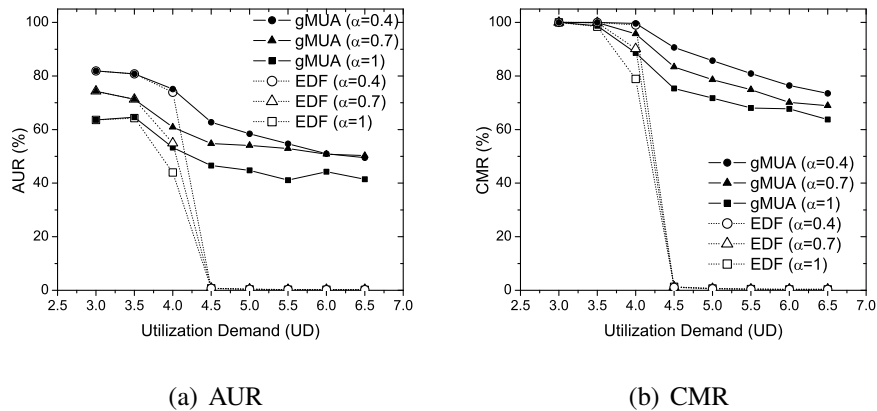 gMUA (α=0.4)
gMUA (α=0.7)
gMUA (α=1)
EDF (α=0.4)
EDF (α=0.7)
EDF (α=1)
100
80
60
40
20
0
AUR (%)
2.5 3.0 3.5 4.0 4.5 5.0 5.5 6.0 6.5 7.0
Utilization Demand (UD)
(a) AUR
100
80
60
40
20
0
CMR (%)
gMUA (α=0.4)
gMUA (α=0.7)
gMUA (α=1)
EDF (α=0.4)
EDF (α=0.7)
EDF (α=1)
2.5 3.0 3.5 4.0 4.5 5.0 5.5 6.0 6.5 7.0
Utilization Demand (UD)
(b) CMR